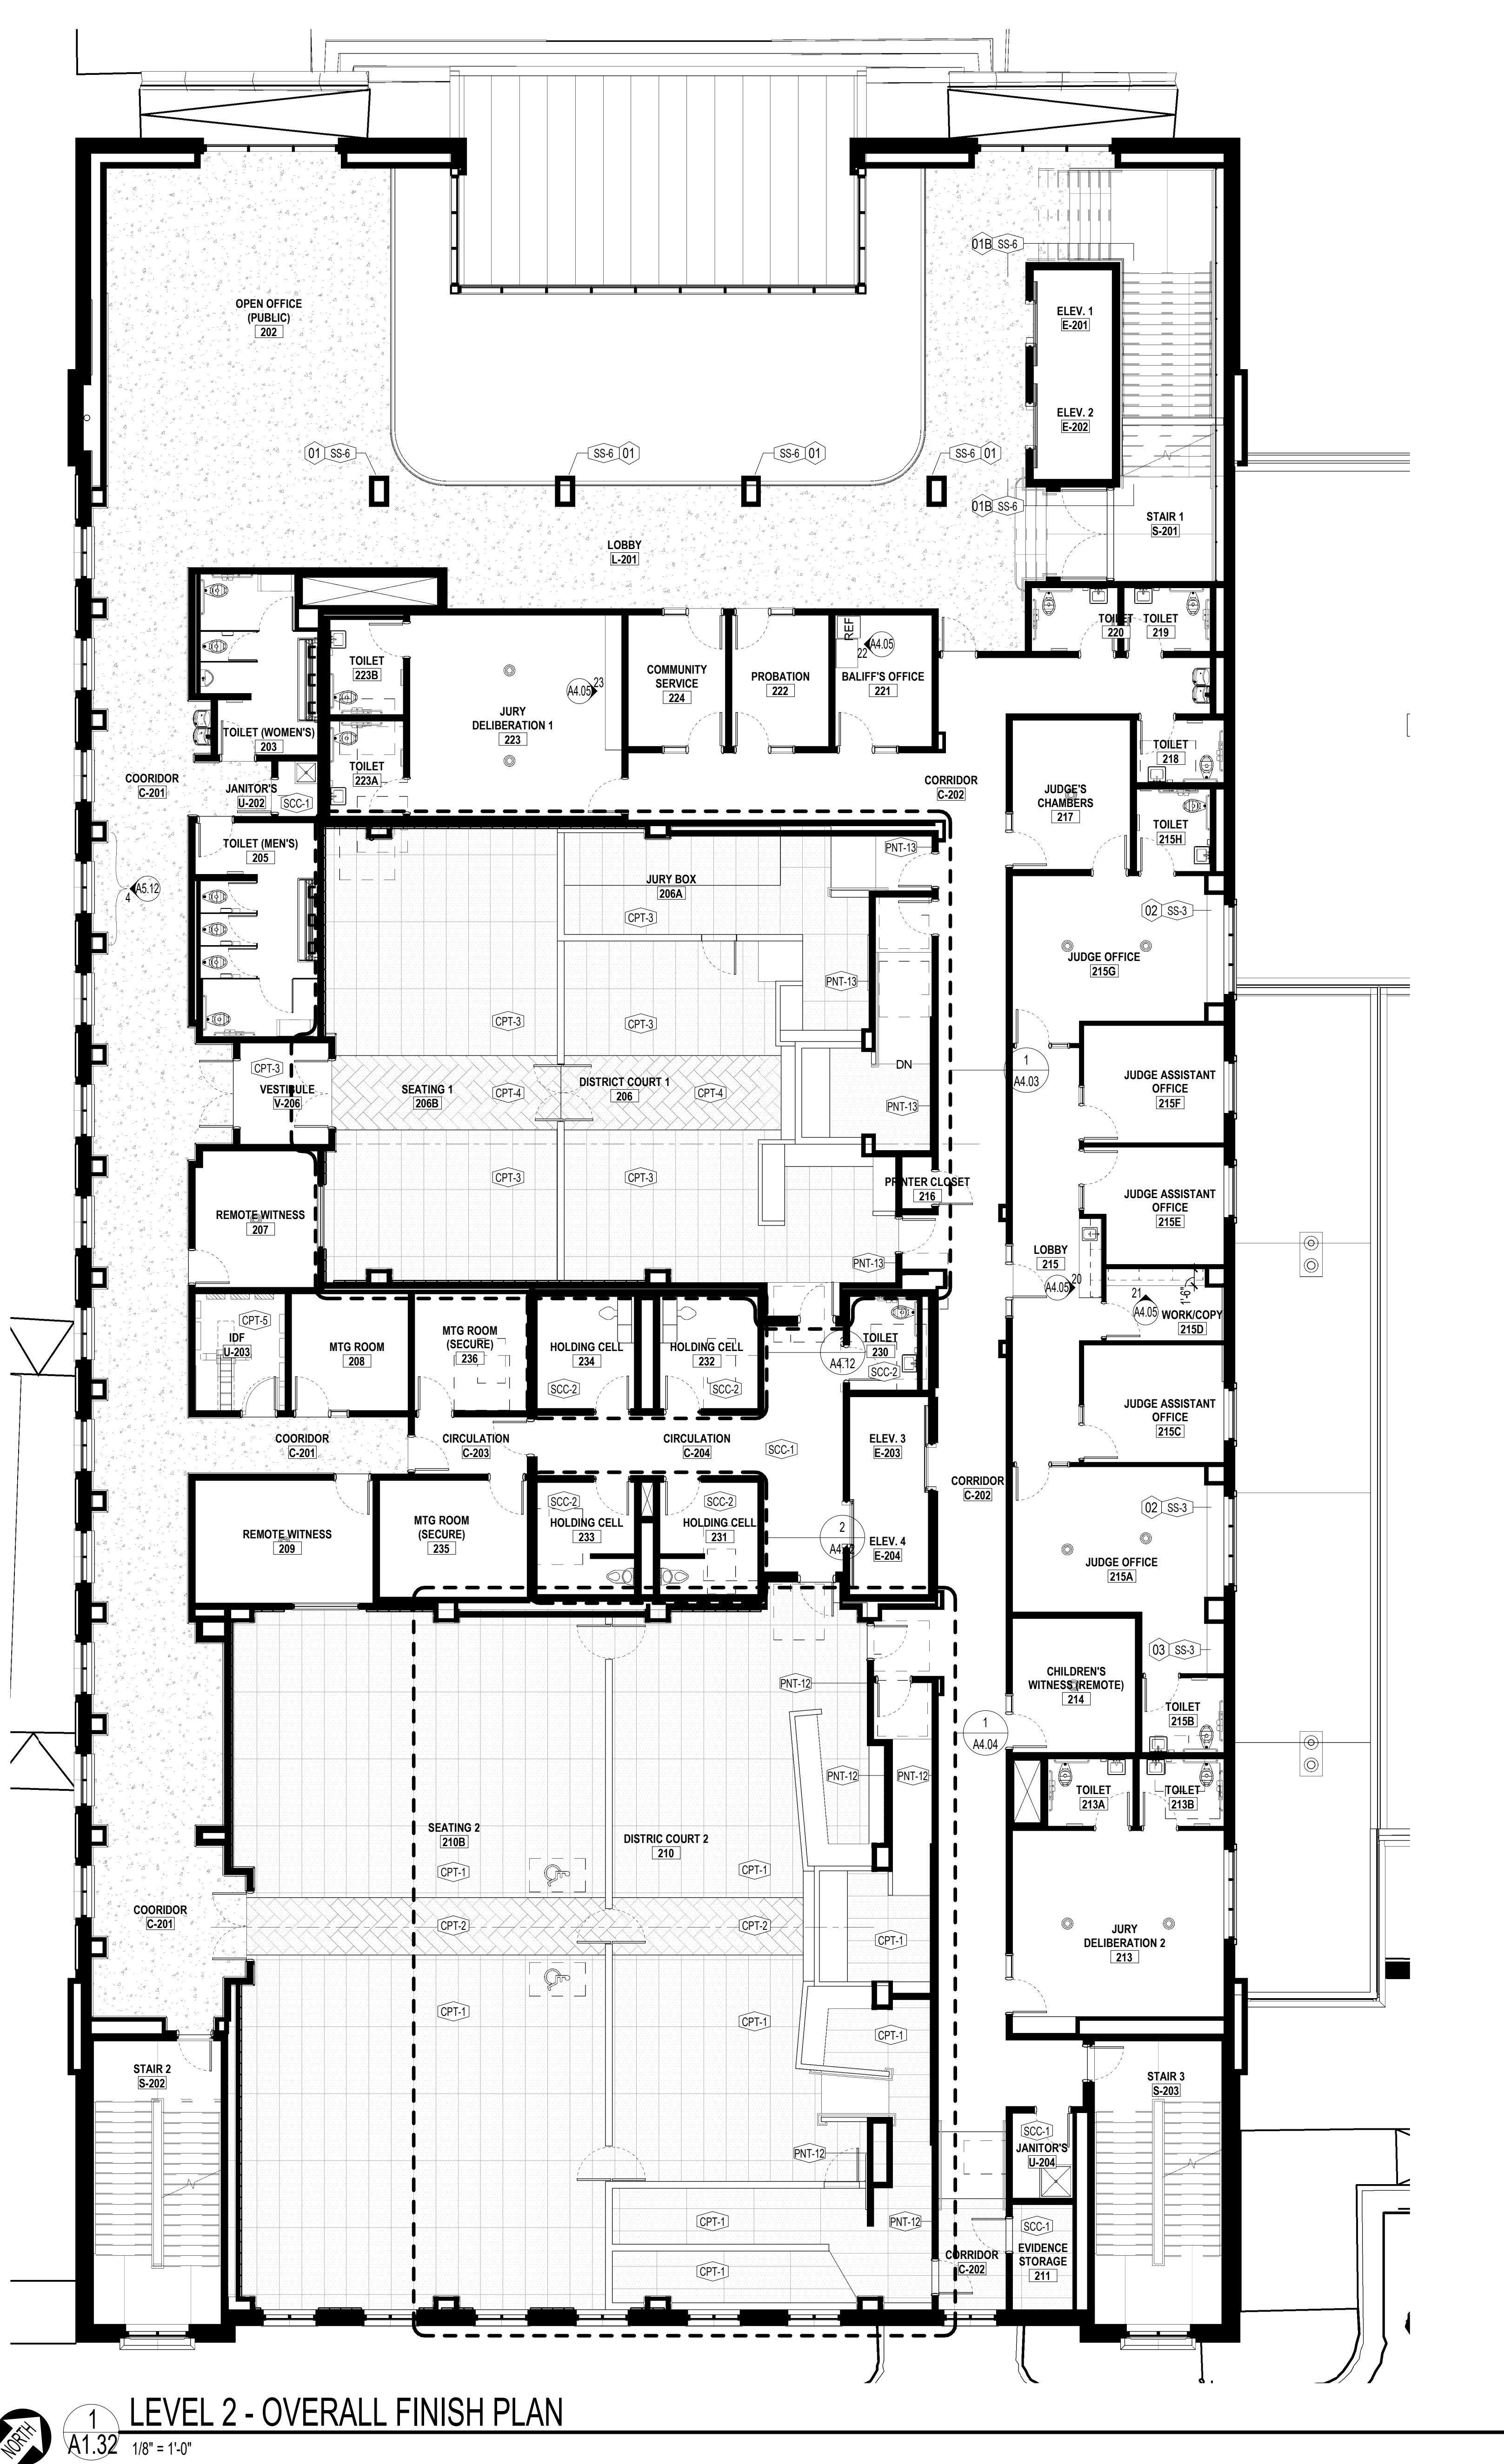 01B SS-6
OPEN OFFICE
(PUBLIC)
202
ELEV. 1
E-201
ELEV. 2
E-202
01 SS-6
SS-6 01
SS-6 01
SS-6 01
01B SS-6
STAIR 1
S-201
LOBBY
L-201
TOILET
220
TOILET
219
REF
A4.05
22
TOILET
223B
COMMUNITY
SERVICE
224
PROBATION
222
BALIFF'S OFFICE
221
A4.05
23
JURY
DELIBERATION 1
223
TOILET (WOMEN'S)
203
TOILET
218
TOILET
223A
COORIDOR
C-201
JANITOR'S
U-202
SCC-1
CORRIDOR
C-202
JUDGE'S
CHAMBERS
217
TOILET
215H
TOILET (MEN'S)
205
PNT-13
A5.12
4
JURY BOX
206A
CPT-3
02 SS-3
JUDGE OFFICE
215G
PNT-13
CPT-3
CPT-3
CPT-3
VESTIBULE
V-206
SEATING 1
206B
CPT-4
DISTRICT COURT 1
206
CPT-4
DN
PNT-13
1
A4.03
JUDGE ASSISTANT
OFFICE
215F
CPT-3
CPT-3
PRINTER CLOSET
216
JUDGE ASSISTANT
OFFICE
215E
REMOTE WITNESS
207
PNT-13
LOBBY
215
A4.05
20
21
A4.05
1'-6"
WORK/COPY
215D
CPT-5
IDF
U-203
MTG ROOM
208
MTG ROOM
(SECURE)
236
HOLDING CELL
234
SCC-2
HOLDING CELL
232
SCC-2
A4.12
TOILET
230
SCC-2
JUDGE ASSISTANT
OFFICE
215C
COORIDOR
C-201
CIRCULATION
C-203
CIRCULATION
C-204
SCC-1
ELEV. 3
E-203
CORRIDOR
C-202
REMOTE WITNESS
209
MTG ROOM
(SECURE)
235
SCC-2
HOLDING CELL
233
SCC-2
HOLDING CELL
231
2
ELEV. 4
E-204
02 SS-3
JUDGE OFFICE
215A
03 SS-3
CHILDREN'S
WITNESS (REMOTE)
214
TOILET
215B
PNT-12
1
A4.04
PNT-12
PNT-12
TOILET
213A
TOILET
213B
SEATING 2
210B
DISTRIC COURT 2
210
CPT-1
CPT-1
COORIDOR
C-201
CPT-2
CPT-2
CPT-1
JURY
DELIBERATION 2
213
CPT-1
CPT-1
CPT-1
STAIR 2
S-202
STAIR 3
S-203
PNT-12
SCC-1
JANITOR'S
U-204
CPT-1
PNT-12
SCC-1
EVIDENCE
STORAGE
211
CORRIDOR
C-202
CPT-1
NORTH
1
A1.32
LEVEL 2 - OVERALL FINISH PLAN
1/8" = 1'-0"